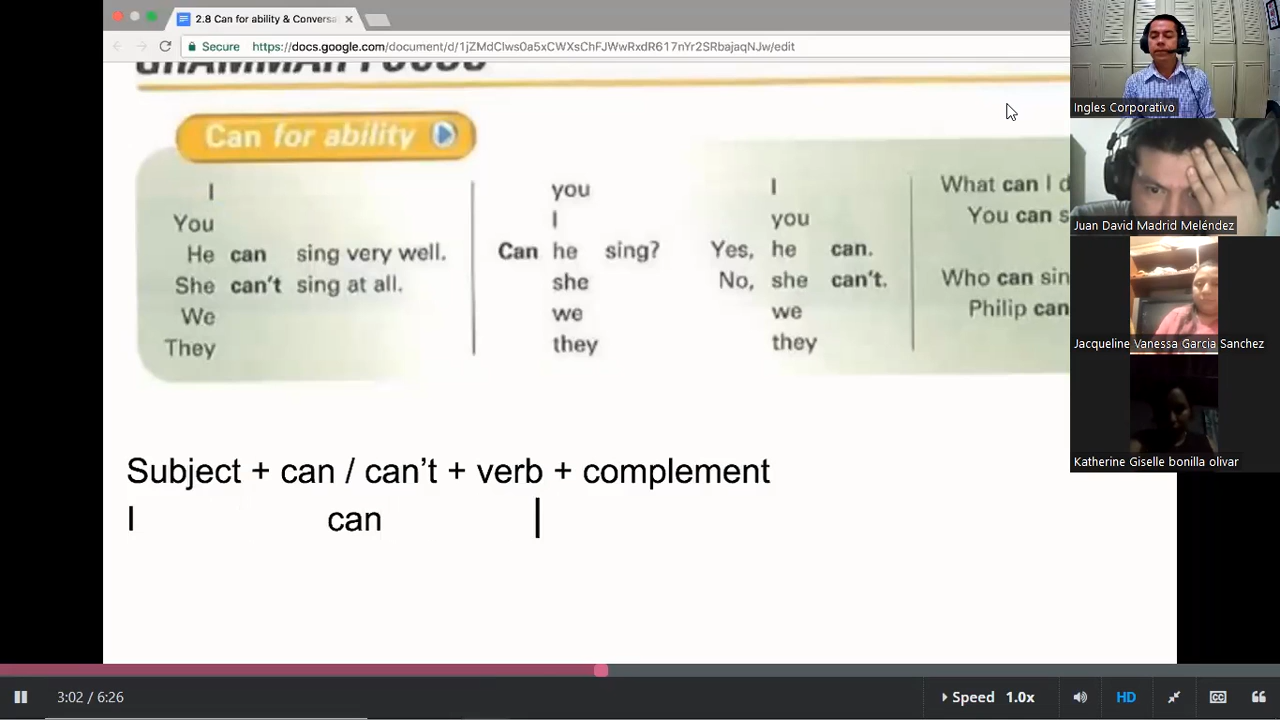 2.8 Can for ability & Conversa
Secure https://docs.google.com/document/d/1jZMdClws0a5xCWXsChFJWwRxdR617nYr2SRbajaqNJw/edit
GRAMMAR FOCUS
Can for ability
I
You
He can sing very well.
She can't sing at all.
We
They
you
I
Can he sing?
she
we
they
I
you
Yes, he can.
No, she can't.
we
they
What can I d
You can s
Who can sin
Philip can
Subject + can / can't + verb + complement
I can
Ingles Corporativo
Juan David Madrid Meléndez
Jacqueline Vanessa Garcia Sanchez
Katherine Giselle bonilla olivar
3:02 / 6:26
Speed 1.0x
HD